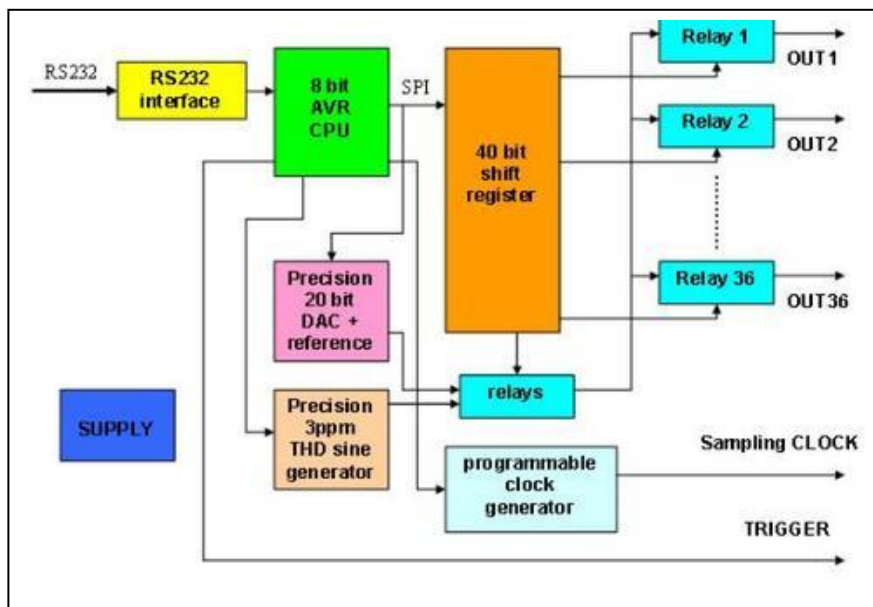 RS232
RS232
interface
8 bit
AVR
CPU
SPI
40 bit
shift
register
Relay 1
OUT1
Relay 2
OUT2
Relay 36
OUT36
Precision
20 bit
DAC +
reference
relays
SUPPLY
Precision
3ppm
THD sine
generator
programmable
clock
generator
Sampling CLOCK
TRIGGER